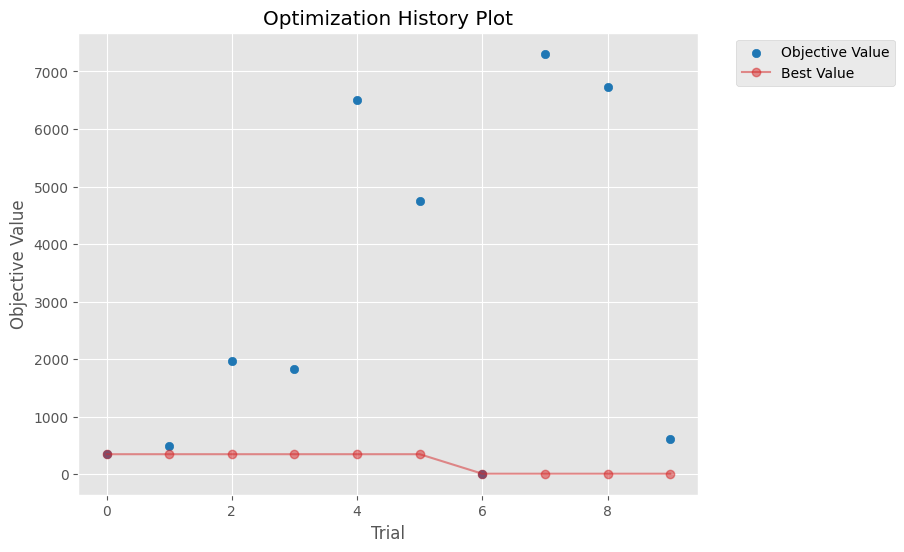 Optimization History Plot
Objective Value
Best Value
7000
6000
5000
4000
3000
2000
1000
0
Objective Value
0 2 4 6 8
Trial